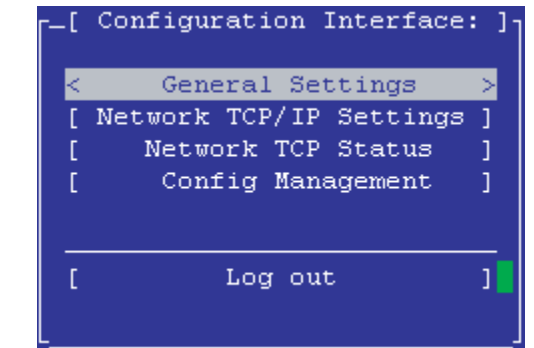 [ Configuration Interface: ]
< General Settings >
[ Network TCP/IP Settings ]
[ Network TCP Status ]
[ Config Management ]
[ Log out ]